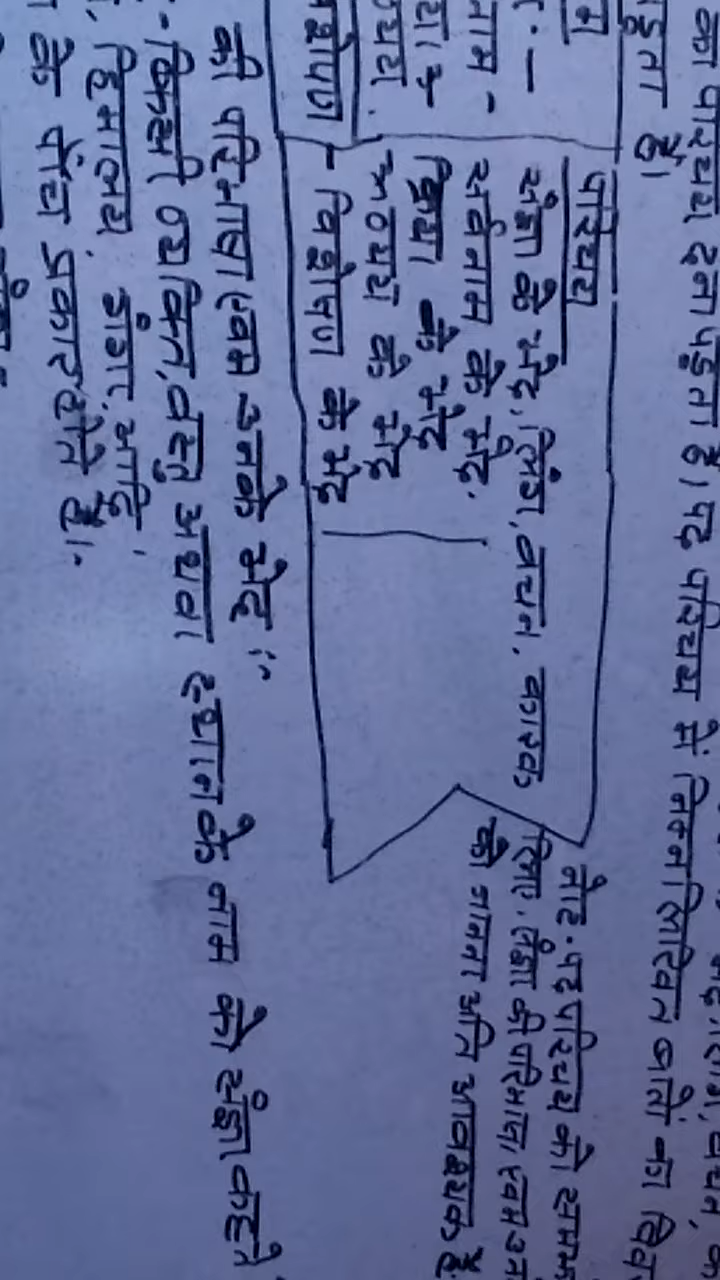 लिंग, वचन,
का परिचय देना पड़ता है। पद परिचय में निम्नलिखित बातों का
पड़ता है।
परिचय
संज्ञा के भेद, लिंग, वचन, कारक
नाम - सर्वनाम के भेद
क्रिया के भेद
अव्यय के भेद
विशेषण - विशेषण के भेद
नोट- पद परिचय को समझ
लिए, संज्ञा की परिभाषा एवम उन
को जानना अति आवश्यक है
की परिभाषा एवम उनके भेद :-
- किसी व्यक्ति, वस्तु अथवा स्थान के नाम को संज्ञा कहते
, हिमालय, गंगा, आदि
के पाँच प्रकार होते हैं।-